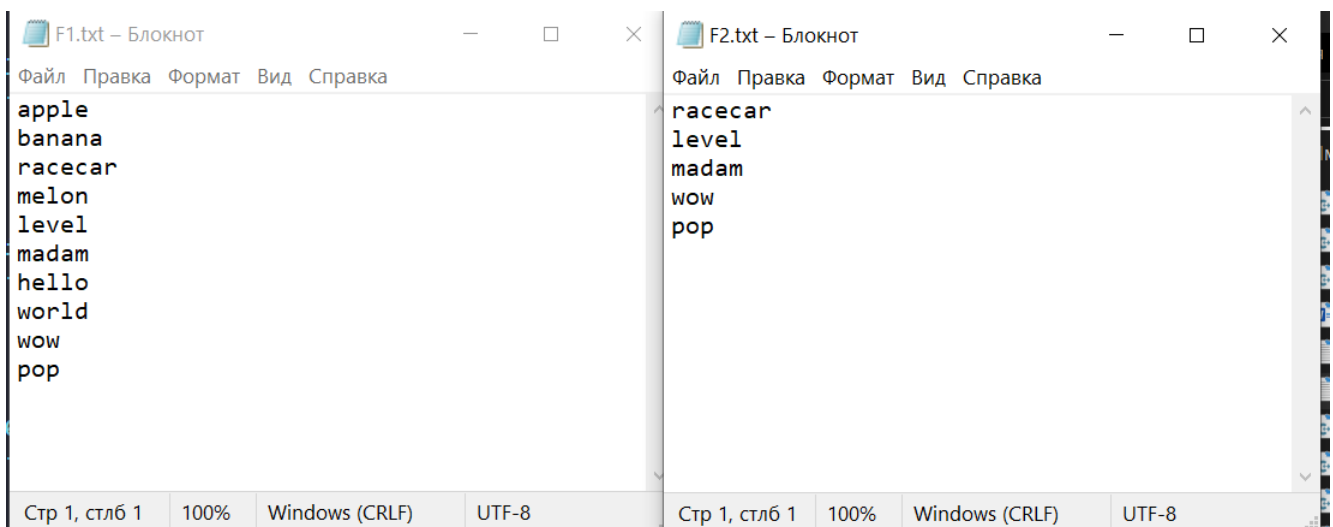 F1.txt – Блокнот
Файл Правка Формат Вид Справка
apple
banana
racecar
melon
level
madam
hello
world
wow
pop
Стр 1, стлб 1 100% Windows (CRLF) UTF-8
F2.txt – Блокнот
Файл Правка Формат Вид Справка
racecar
level
madam
wow
pop
Стр 1, стлб 1 100% Windows (CRLF) UTF-8